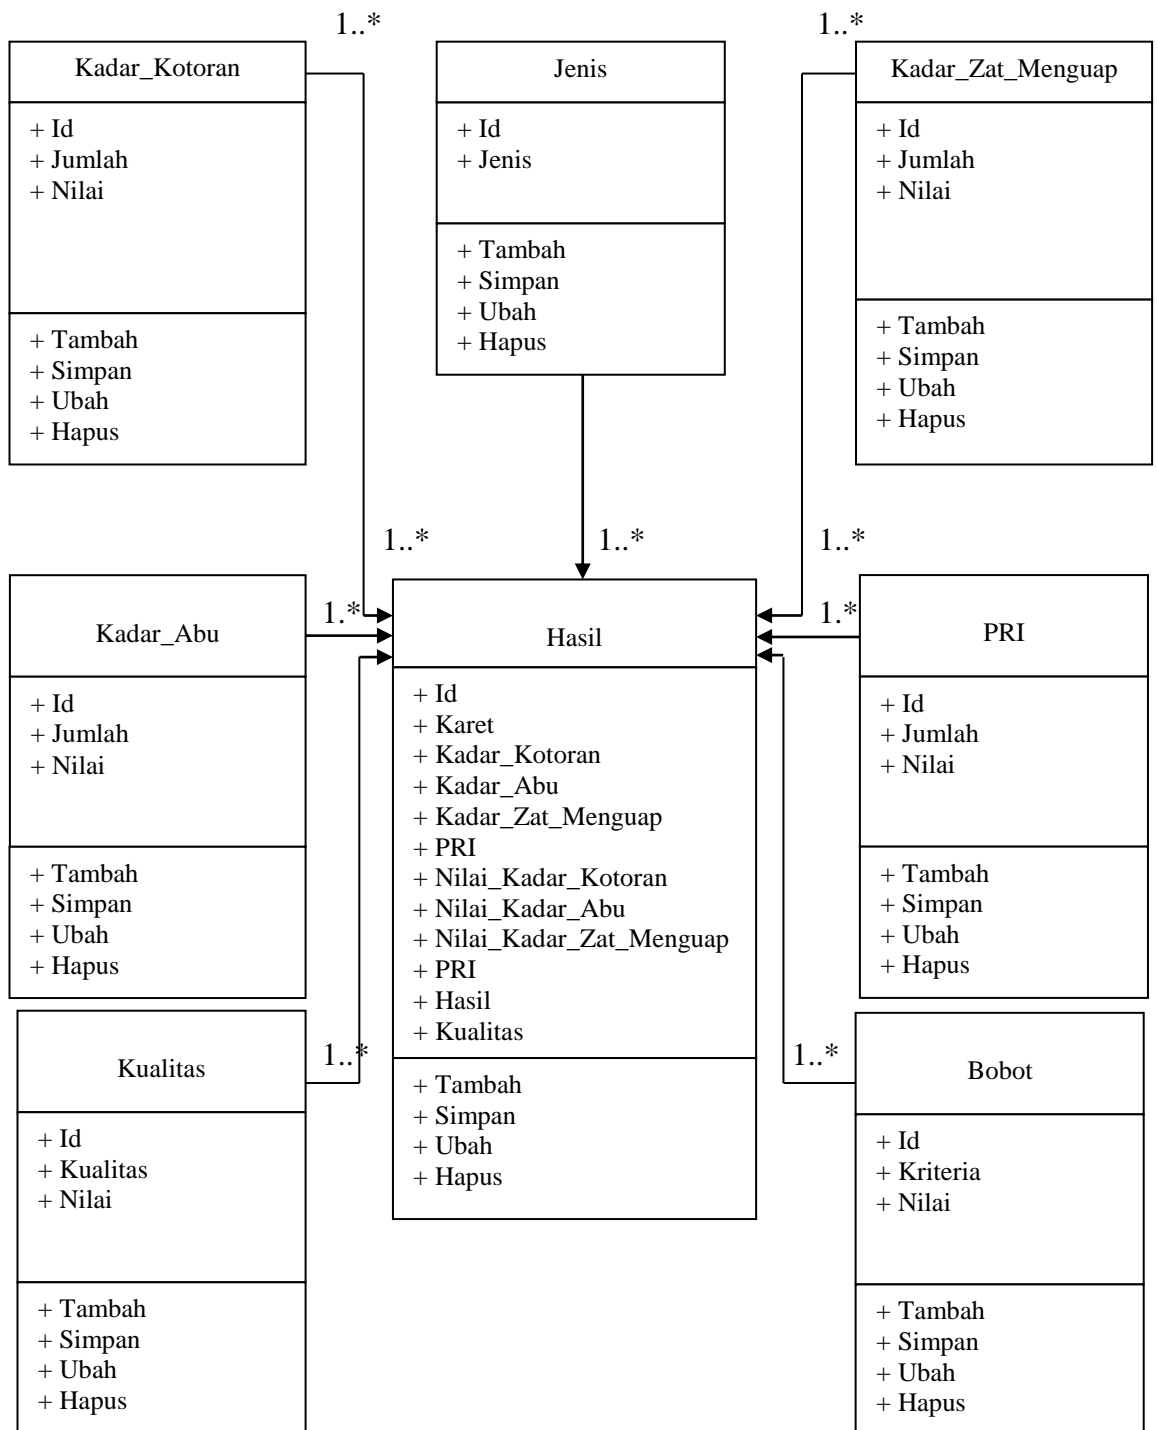 1..*
1..*
Kadar_Kotoran
+ Id
+ Jumlah
+ Nilai
+ Tambah
+ Simpan
+ Ubah
+ Hapus
Jenis
+ Id
+ Jenis
+ Tambah
+ Simpan
+ Ubah
+ Hapus
Kadar_Zat_Menguap
+ Id
+ Jumlah
+ Nilai
+ Tambah
+ Simpan
+ Ubah
+ Hapus
1..*
1..*
1..*
Kadar_Abu
+ Id
+ Jumlah
+ Nilai
+ Tambah
+ Simpan
+ Ubah
+ Hapus
1.*
Hasil
+ Id
+ Karet
+ Kadar_Kotoran
+ Kadar_Abu
+ Kadar_Zat_Menguap
+ PRI
+ Nilai_Kadar_Kotoran
+ Nilai_Kadar_Abu
+ Nilai_Kadar_Zat_Menguap
+ PRI
+ Hasil
+ Kualitas
+ Tambah
+ Simpan
+ Ubah
+ Hapus
1.*
PRI
+ Id
+ Jumlah
+ Nilai
+ Tambah
+ Simpan
+ Ubah
+ Hapus
Kualitas
+ Id
+ Kualitas
+ Nilai
+ Tambah
+ Simpan
+ Ubah
+ Hapus
1..*
1..*
Bobot
+ Id
+ Kriteria
+ Nilai
+ Tambah
+ Simpan
+ Ubah
+ Hapus